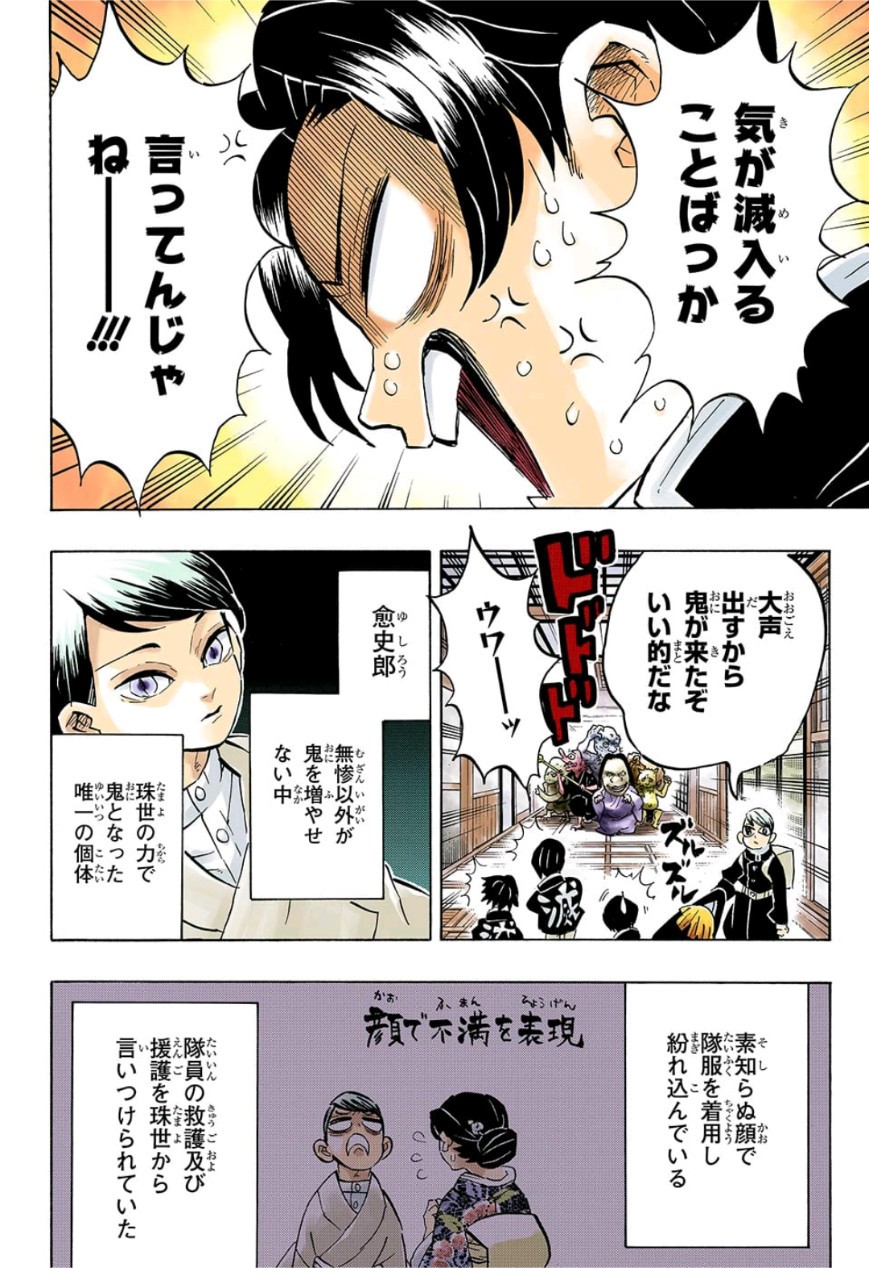 気が滅入る
ことばっか
言ってんじゃ
ねーー!!!
大声
出すから
鬼が来たぞ
いい的だな
ドドドド
ウワーーッ
ズルズル
滅
愈史郎
無惨以外が
鬼を増やせ
ない中
珠世の力で
鬼となった
唯一の個体
素知らぬ顔で
隊服を着用し
紛れ込んでいる
顔で不満を表現
隊員の救護及び
援護を珠世から
言いつけられていた